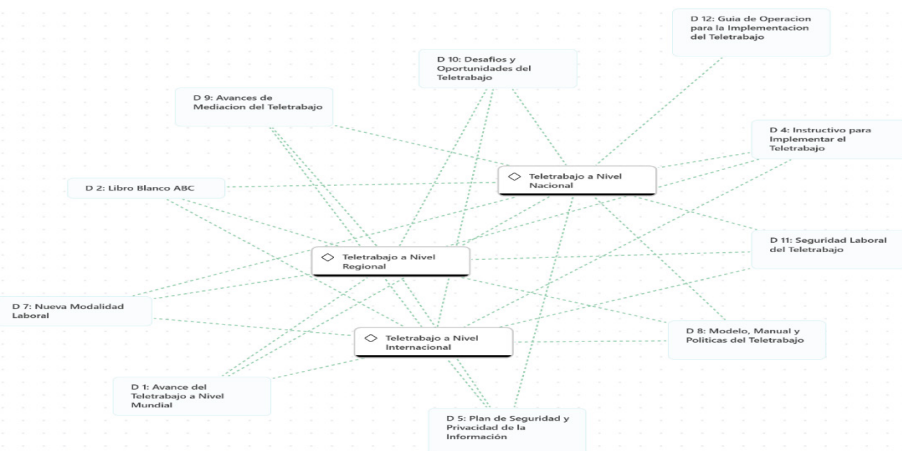 D 12: Guia de Operacion
para la Implementacion
del Teletrabajo
D 10: Desafios y
Oportunidades del
Teletrabajo
D 9: Avances de
Mediacion del Teletrabajo
D 4: Instructivo para
Implementar el
Teletrabajo
Teletrabajo a Nivel
Nacional
D 2: Libro Blanco ABC
D 11: Seguridad Laboral
del Teletrabajo
Teletrabajo a Nivel
Regional
D 7: Nueva Modalidad
Laboral
D 8: Modelo, Manual y
Politicas del Teletrabajo
Teletrabajo a Nivel
Internacional
D 1: Avance del
Teletrabajo a Nivel
Mundial
D 5: Plan de Seguridad y
Privacidad de la
Información